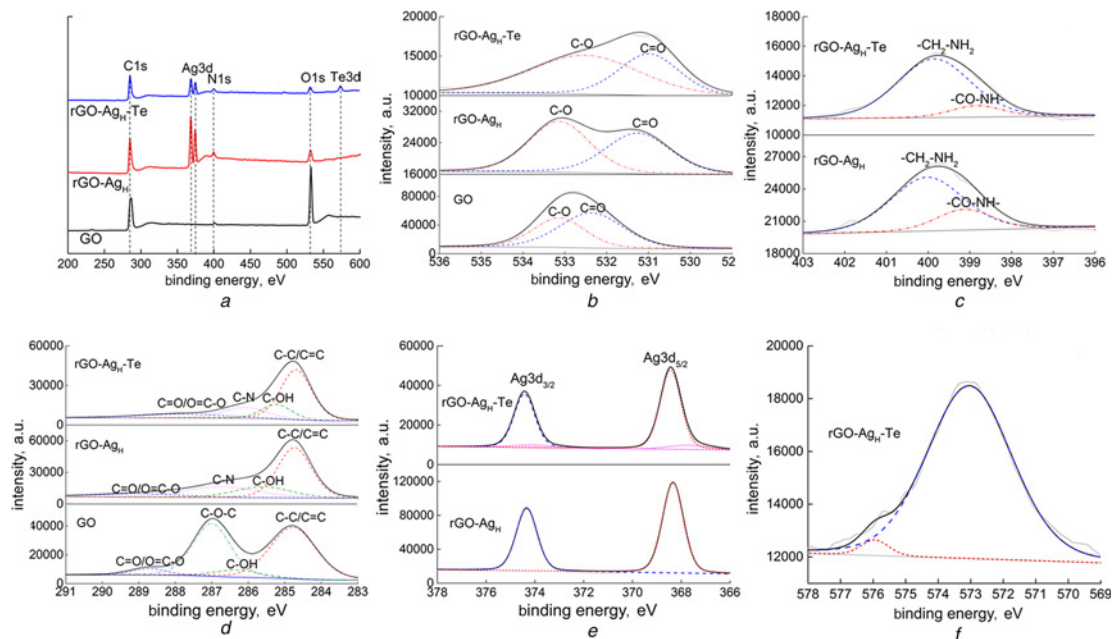 C1s
Ag3d
N1s
O1s
Te3d
rGO-AgH-Te
rGO-AgH
GO
200 250 300 350 400 450 500 550 600
binding energy, eV
a
20000
10000
32000
16000
80000
40000
0
intensity, a.u.
rGO-AgH-Te
C-O
C=O
rGO-AgH
C-O
C=O
GO
C-O
C=O
536 535 534 533 532 531 530 52
binding energy, eV
b
18000
15000
12000
10000
27000
24000
21000
18000
intensity, a.u.
rGO-AgH-Te
-CH2-NH2
-CO-NH-
rGO-AgH
-CH2-NH2
-CO-NH-
403 402 401 400 399 398 397 396
binding energy, eV
c
60000
30000
0
60000
30000
0
40000
20000
0
intensity, a.u.
rGO-AgH-Te
C-C/C=C
C=O/O=C-O
C-N
C-OH
rGO-AgH
C-C/C=C
C=O/O=C-O
C-N
C-OH
GO
C-O-C
C-C/C=C
C=O/O=C-O
C-OH
291 290 289 288 287 286 285 284 283
binding energy, eV
d
60000
40000
20000
0
120000
80000
40000
0
intensity, a.u.
Ag3d3/2
Ag3d5/2
rGO-AgH-Te
rGO-AgH
378 376 374 372 370 368 366
binding energy, eV
e
20000
18000
16000
14000
12000
intensity, a.u.
rGO-AgH-Te
578 577 576 575 574 573 572 571 570 569
binding energy, eV
f